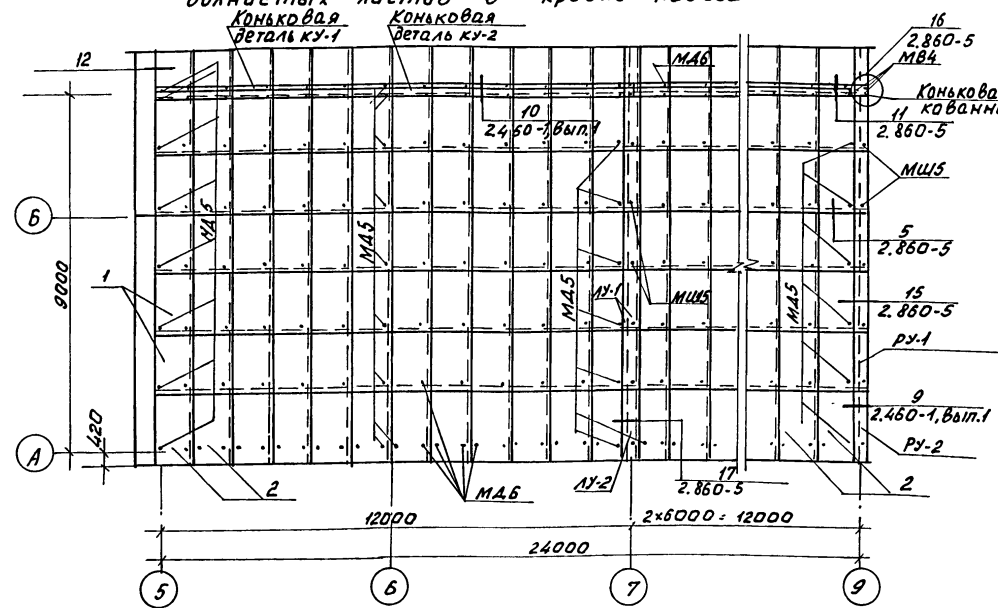 Коньковая
деталь КУ-1
Коньковая
деталь КУ-2
МД6
16
2.860-5
МВ4
12
10
2.460-1, вып.1
11
2.860-5
МШ5
Б
МД5
МД5
5
2.860-5
9000
1
МД5
ЛУ-1
МШ5
МД5
15
2.860-5
РУ-1
9
2.460-1, вып.1
420
А
РУ-2
2
2
МД6
ЛУ-2
17
2.860-5
2
12000
2х6000=12000
24000
5
6
7
9